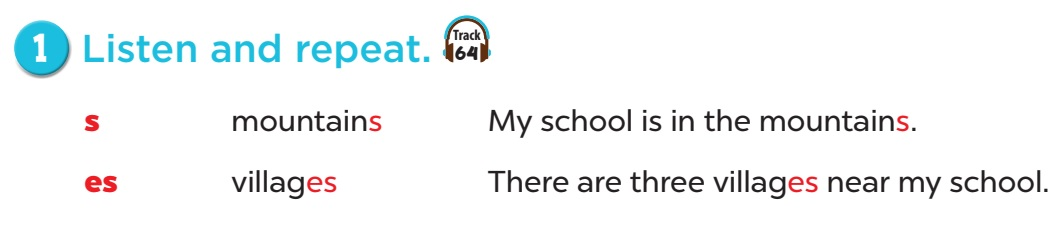 1 Listen and repeat. Track 64
s mountains My school is in the mountains.
es villages There are three villages near my school.